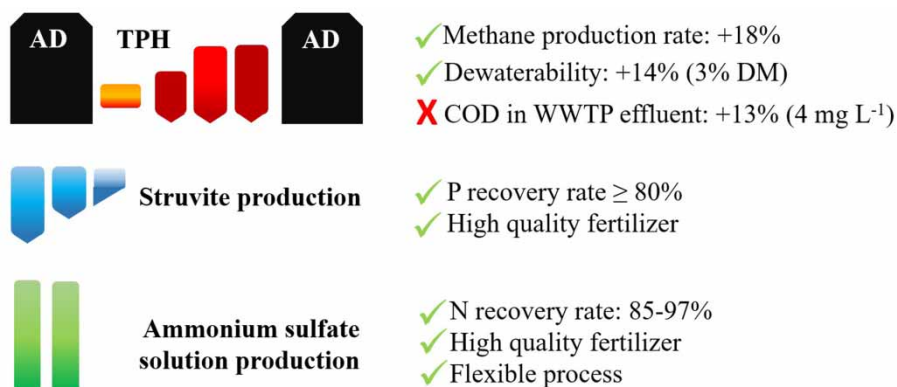 AD TPH AD
✓ Methane production rate: +18%
✓ Dewaterability: +14% (3% DM)
X COD in WWTP effluent: +13% (4 mg L⁻¹)
Struvite production
✓ P recovery rate ≥ 80%
✓ High quality fertilizer
Ammonium sulfate
solution production
✓ N recovery rate: 85-97%
✓ High quality fertilizer
✓ Flexible process